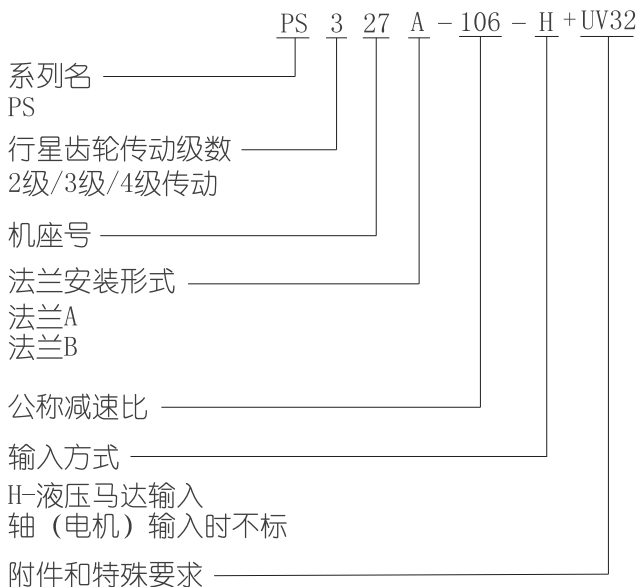 PS 3 27 A - 106 - H + UV32
系列名
PS
行星齿轮传动级数
2级/3级/4级传动
机座号
法兰安装形式
法兰A
法兰B
公称减速比
输入方式
H-液压马达输入
轴（电机）输入时不标
附件和特殊要求